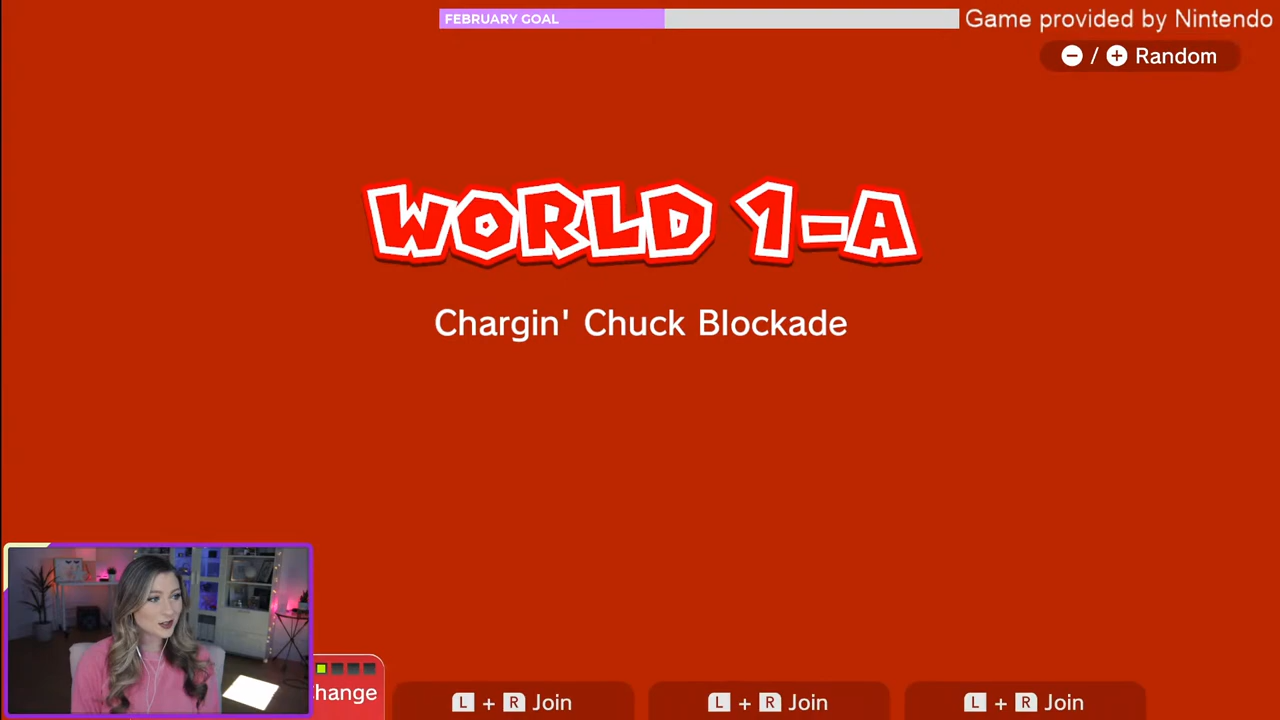 FEBRUARY GOAL
Game provided by Nintendo
- / + Random
WORLD 1-A
Chargin' Chuck Blockade
hange
L + R Join
L + R Join
L + R Join